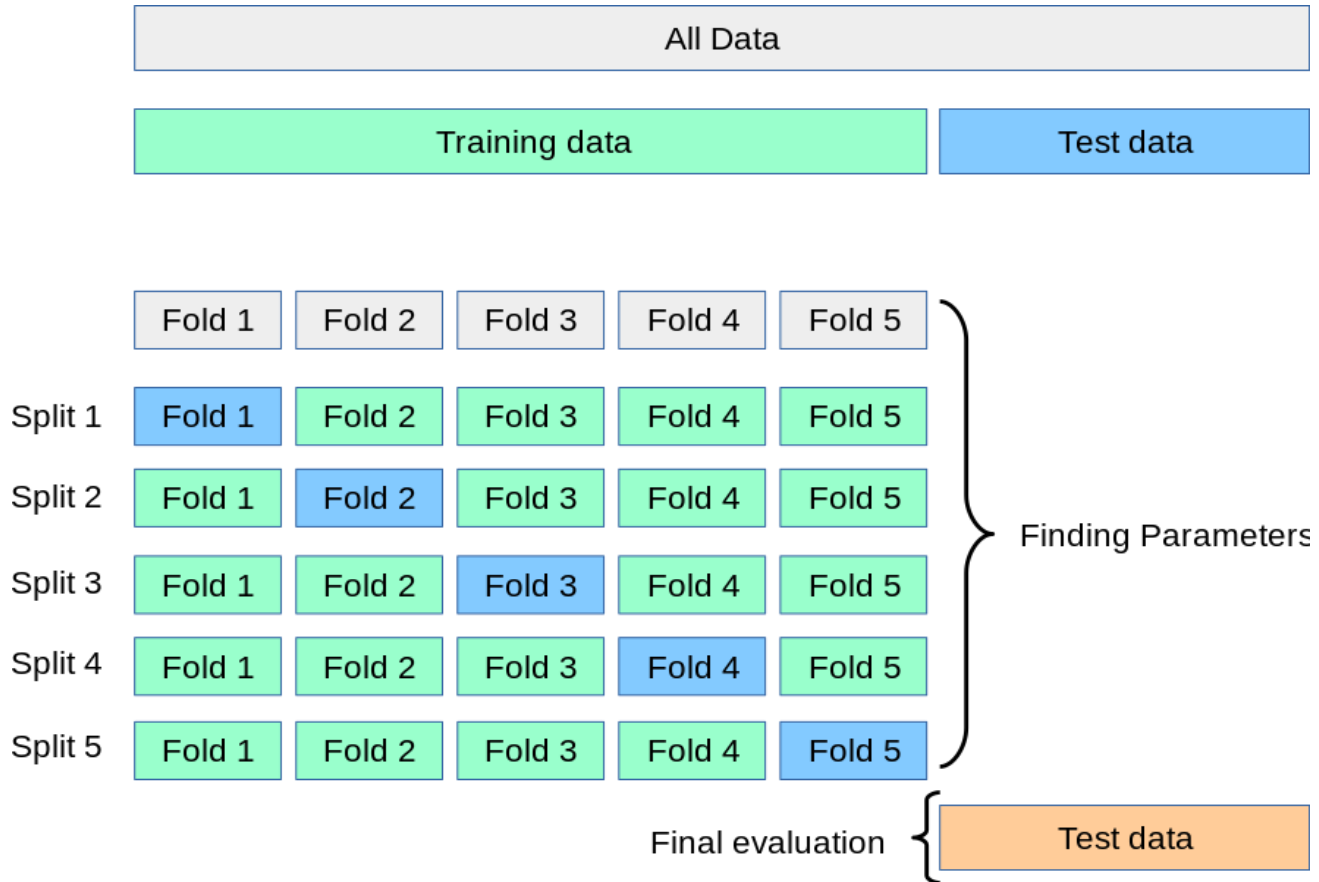 All Data
Training data Test data
Fold 1 Fold 2 Fold 3 Fold 4 Fold 5
Split 1 Fold 1 Fold 2 Fold 3 Fold 4 Fold 5
Split 2 Fold 1 Fold 2 Fold 3 Fold 4 Fold 5
Finding Parameters
Split 3 Fold 1 Fold 2 Fold 3 Fold 4 Fold 5
Split 4 Fold 1 Fold 2 Fold 3 Fold 4 Fold 5
Split 5 Fold 1 Fold 2 Fold 3 Fold 4 Fold 5
Final evaluation Test data